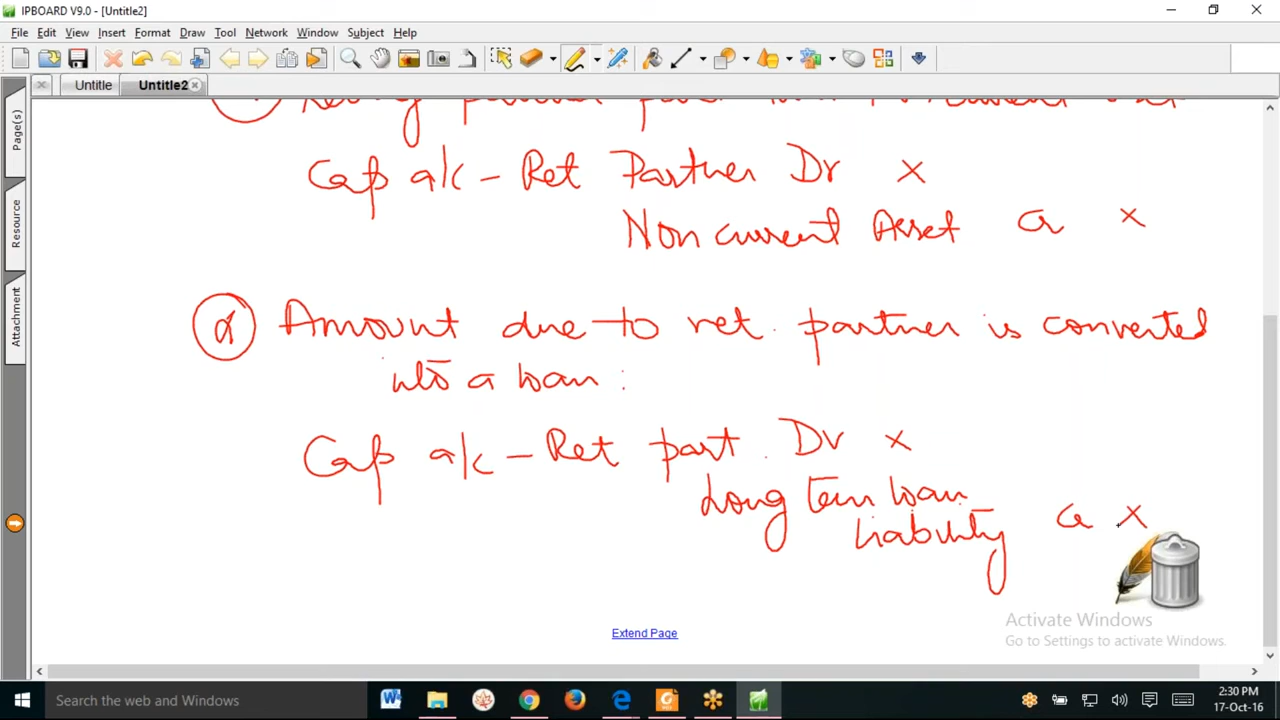 IPBOARD V9.0 - [Untitle2]
File Edit View Insert Format Draw Tool Network Window Subject Help
Untitle Untitle2
Page(s)
Resource
Attachment
Cap a/c - Ret Partner Dr x
Non current Asset Cr x
d Amount due to ret. partner is converted
into a loan :
Cap a/c - Ret part. Dr x
Long term loan
liability Cr x
Extend Page
Activate Windows
Go to Settings to activate Windows.
Search the web and Windows
2:30 PM
17-Oct-16